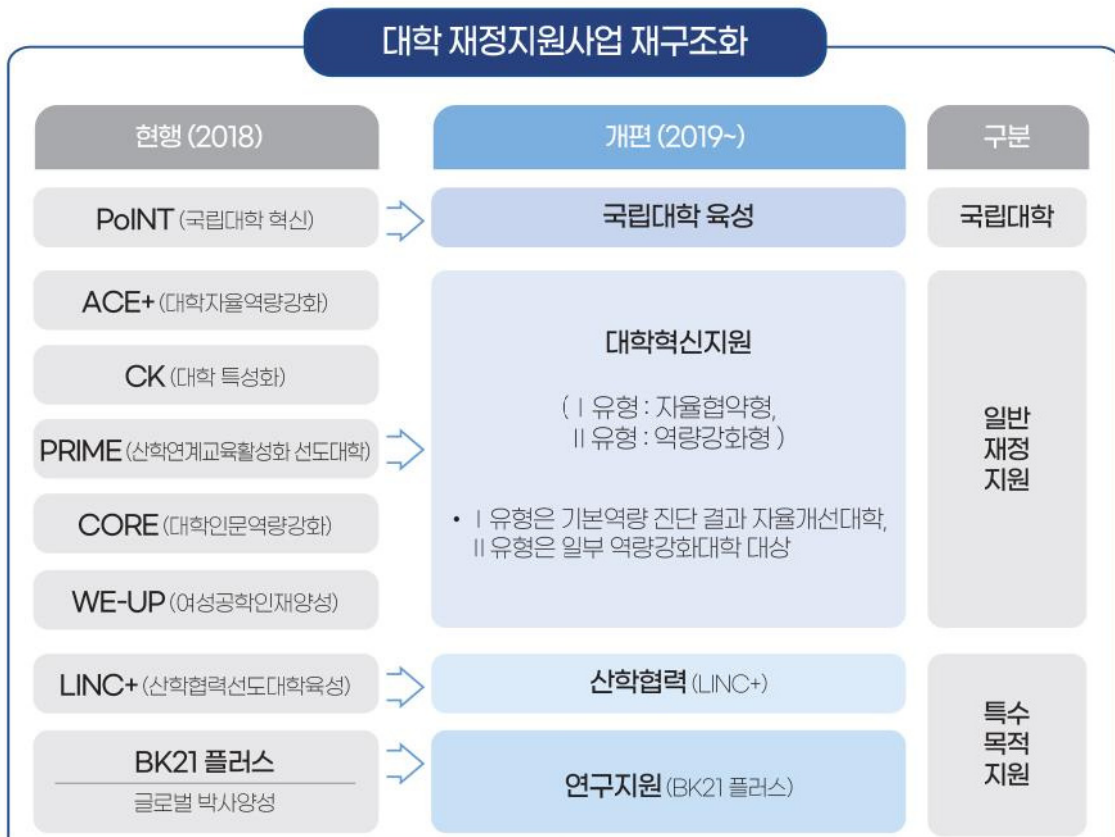 대학 재정지원사업 재구조화
현행 (2018)
개편 (2019~)
구분
PoINT (국립대학 혁신)
국립대학 육성
국립대학
ACE+ (대학자율역량강화)
CK (대학 특성화)
PRIME (산학연계교육활성화 선도대학)
CORE (대학인문역량강화)
WE-UP (여성공학인재양성)
대학혁신지원
( I 유형 : 자율협약형,
II 유형 : 역량강화형 )
• I 유형은 기본역량 진단 결과 자율개선대학,
II 유형은 일부 역량강화대학 대상
일반
재정
지원
LINC+ (산학협력선도대학육성)
산학협력 (LINC+)
BK21 플러스
글로벌 박사양성
연구지원 (BK21 플러스)
특수
목적
지원